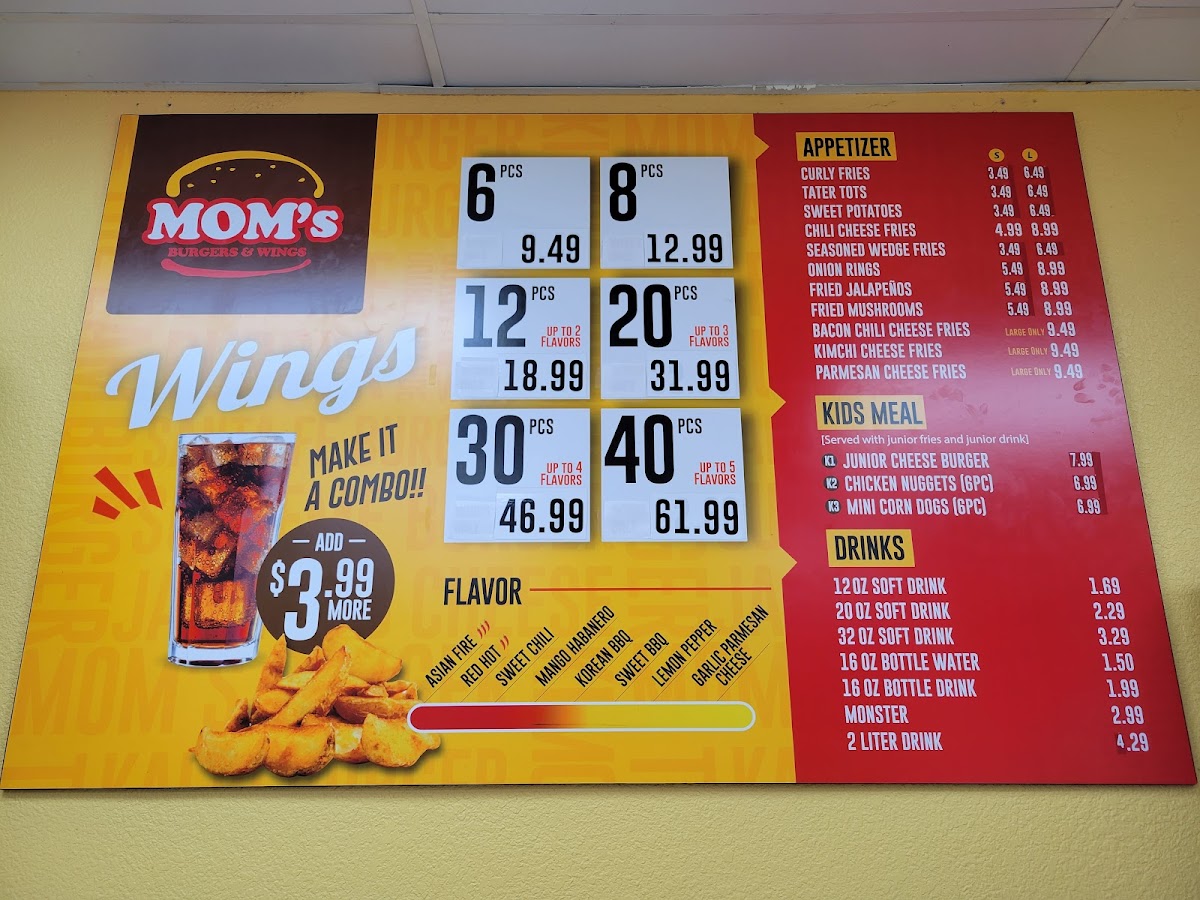 MOM's
BURGERS & WINGS
Wings
MAKE IT
A COMBO!!
ADD
$3.99
MORE
6 PCS
9.49
8 PCS
12.99
12 PCS
UP TO 2
FLAVORS
18.99
20 PCS
UP TO 3
FLAVORS
31.99
30 PCS
UP TO 4
FLAVORS
46.99
40 PCS
UP TO 5
FLAVORS
61.99
FLAVOR
ASIAN FIRE
RED HOT
SWEET CHILI
MANGO HABANERO
KOREAN BBQ
SWEET BBQ
LEMON PEPPER
GARLIC PARMESAN
CHEESE
APPETIZER S L
CURLY FRIES 3.49 6.49
TATER TOTS 3.49 6.49
SWEET POTATOES 3.49 6.49
CHILI CHEESE FRIES 4.99 8.99
SEASONED WEDGE FRIES 3.49 6.49
ONION RINGS 5.49 8.99
FRIED JALAPEÑOS 5.49 8.99
FRIED MUSHROOMS 5.49 8.99
BACON CHILI CHEESE FRIES LARGE ONLY 9.49
KIMCHI CHEESE FRIES LARGE ONLY 9.49
PARMESAN CHEESE FRIES LARGE ONLY 9.49
KIDS MEAL
[Served with junior fries and junior drink]
K1 JUNIOR CHEESE BURGER 7.99
K2 CHICKEN NUGGETS (6PC) 6.99
K3 MINI CORN DOGS (6PC) 6.99
DRINKS
12 OZ SOFT DRINK 1.69
20 OZ SOFT DRINK 2.29
32 OZ SOFT DRINK 3.29
16 OZ BOTTLE WATER 1.50
16 OZ BOTTLE DRINK 1.99
MONSTER 2.99
2 LITER DRINK 4.29